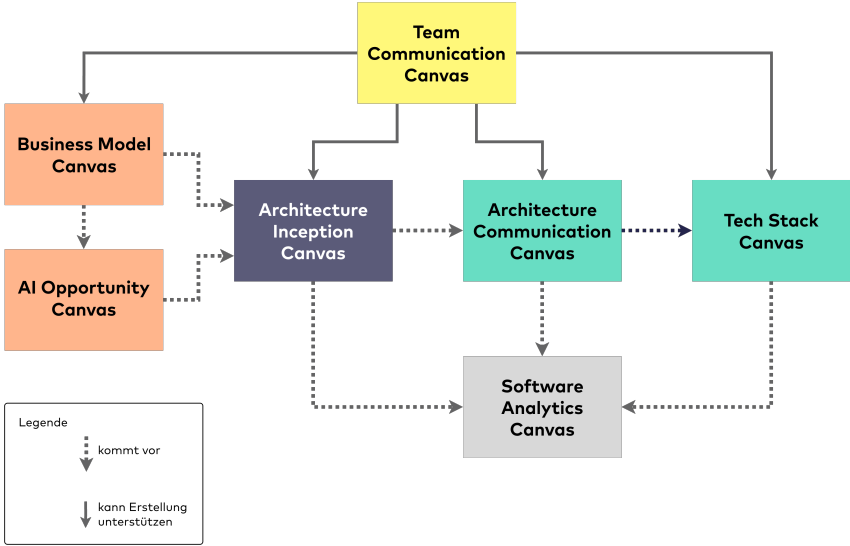 Team
Communication
Canvas
Business Model
Canvas
Architecture
Inception
Canvas
Architecture
Communication
Canvas
Tech Stack
Canvas
AI Opportunity
Canvas
Software
Analytics
Canvas
Legende
kommt vor
kann Erstellung
unterstützen